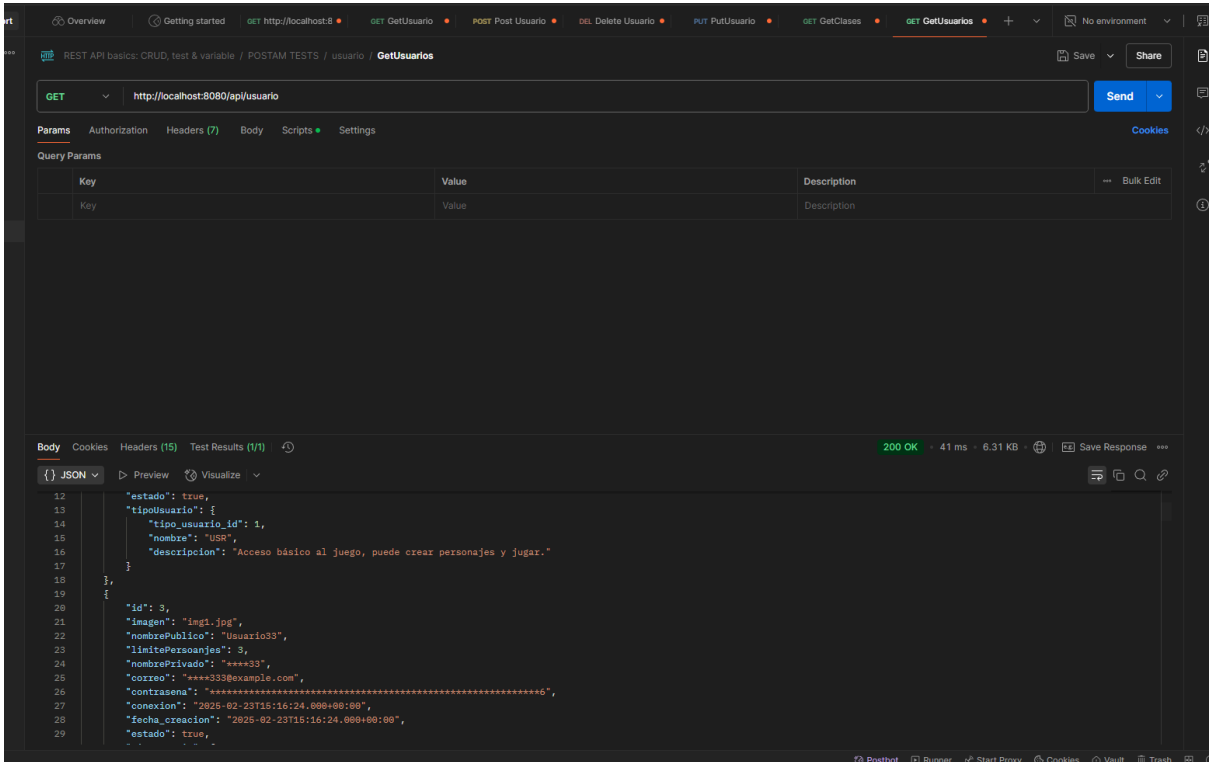 Overview Getting started GET http://localhost:8 GET GetUsuario POST Post Usuario DEL Delete Usuario PUT PutUsuario GET GetClases GET GetUsuarios No environment
HTTP REST API basics: CRUD, test & variable / POSTAM TESTS / usuario / GetUsuarios Save Share
GET http://localhost:8080/api/usuario Send
Params Authorization Headers (7) Body Scripts Settings Cookies
Query Params
Key Value Description Bulk Edit
Key Value Description
Body Cookies Headers (15) Test Results (1/1) 200 OK 41 ms 6.31 KB Save Response
{} JSON Preview Visualize
12 "estado": true,
13 "tipoUsuario": {
14 "tipo_usuario_id": 1,
15 "nombre": "USR",
16 "descripcion": "Acceso básico al juego, puede crear personajes y jugar."
17 }
18 },
19 {
20 "id": 3,
21 "imagen": "img1.jpg",
22 "nombrePublico": "Usuario33",
23 "limitePersoanjes": 3,
24 "nombrePrivado": "****33",
25 "correo": "****333@example.com",
26 "contrasena": "***********************************************************6",
27 "conexion": "2025-02-23T15:16:24.000+00:00",
28 "fecha_creacion": "2025-02-23T15:16:24.000+00:00",
29 "estado": true,
Postbot Runner Start Proxy Cookies Vault Trash